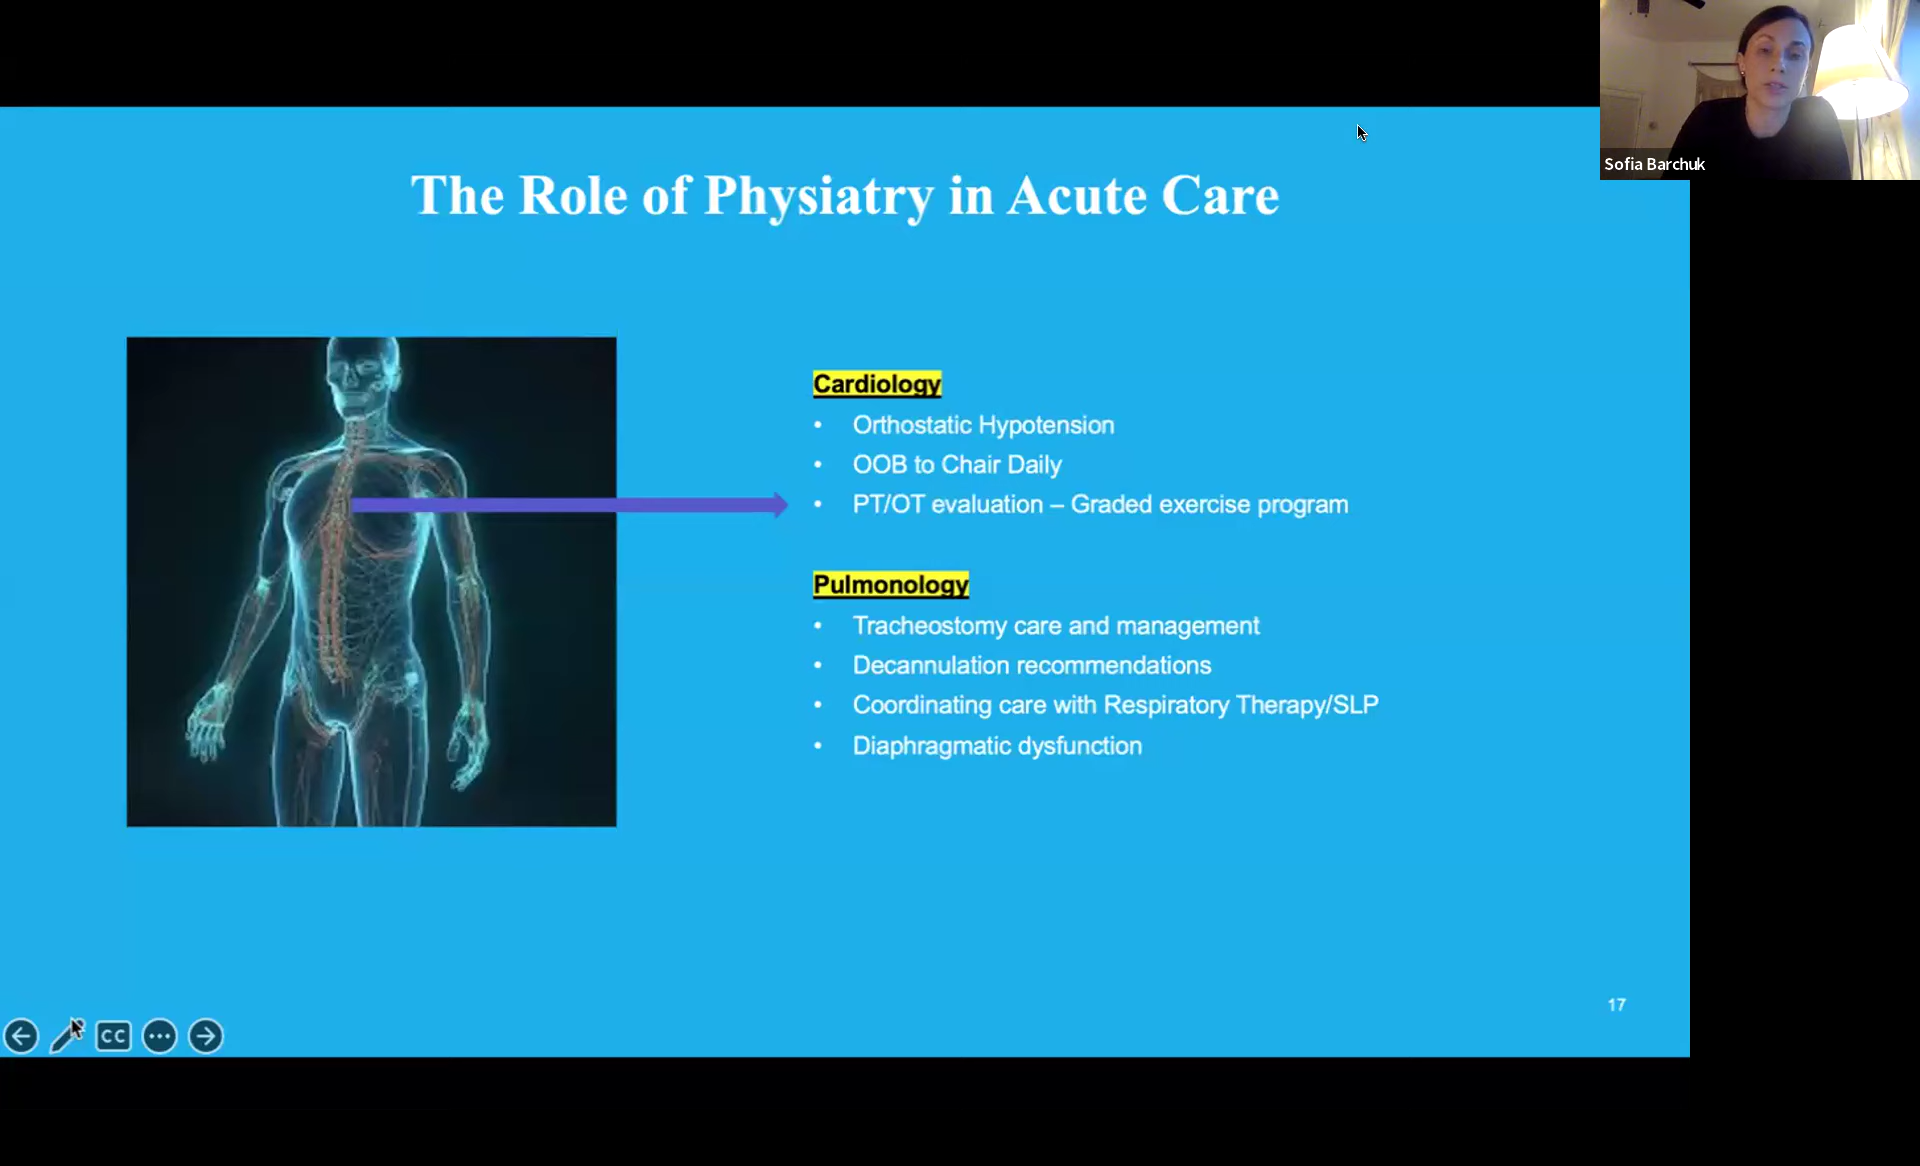 Sofia Barchuk
The Role of Physiatry in Acute Care
Cardiology
• Orthostatic Hypotension
• OOB to Chair Daily
• PT/OT evaluation – Graded exercise program
Pulmonology
• Tracheostomy care and management
• Decannulation recommendations
• Coordinating care with Respiratory Therapy/SLP
• Diaphragmatic dysfunction
17
CC